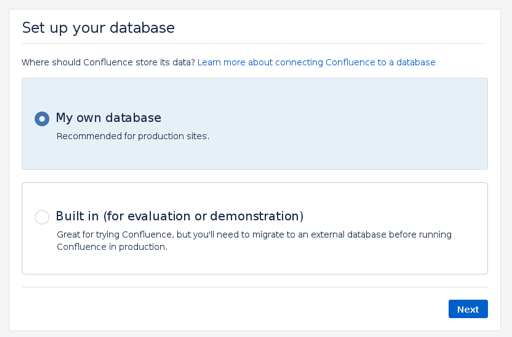 Set up your database
Where should Confluence store its data? Learn more about connecting Confluence to a database
My own database
Recommended for production sites.
Built in (for evaluation or demonstration)
Great for trying Confluence, but you'll need to migrate to an external database before running
Confluence in production.
Next